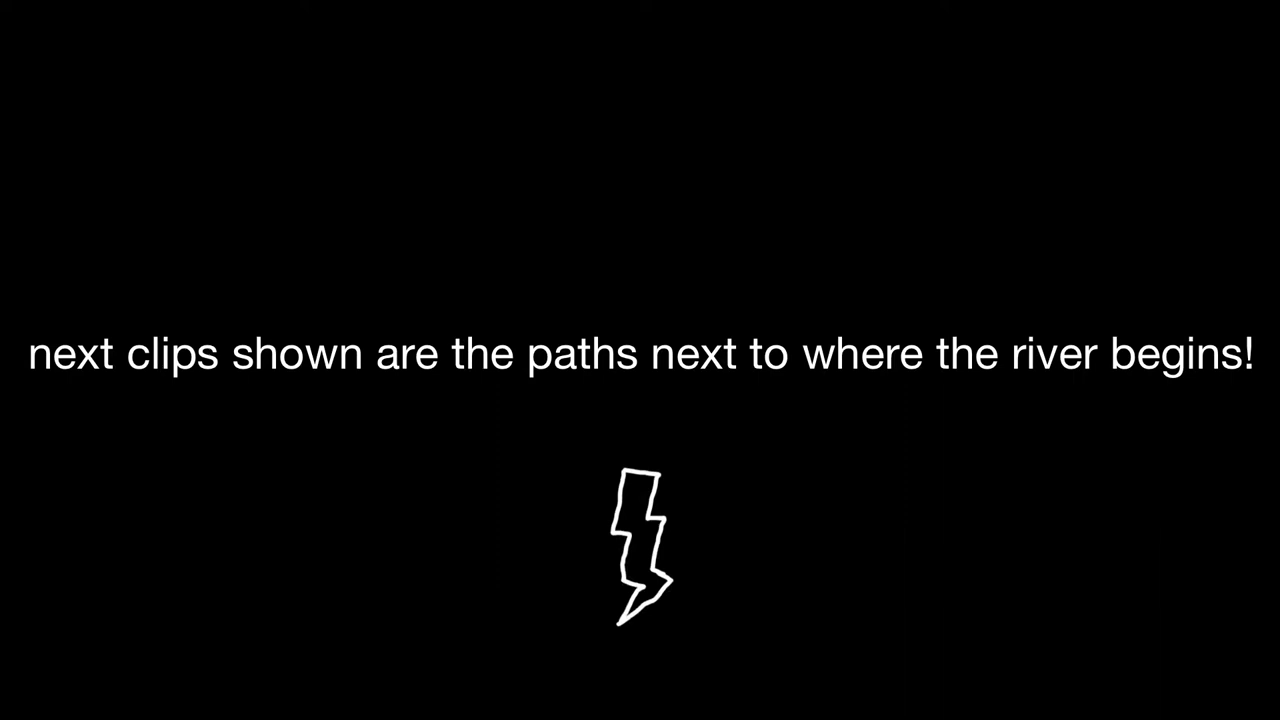 next clips shown are the paths next to where the river begins!